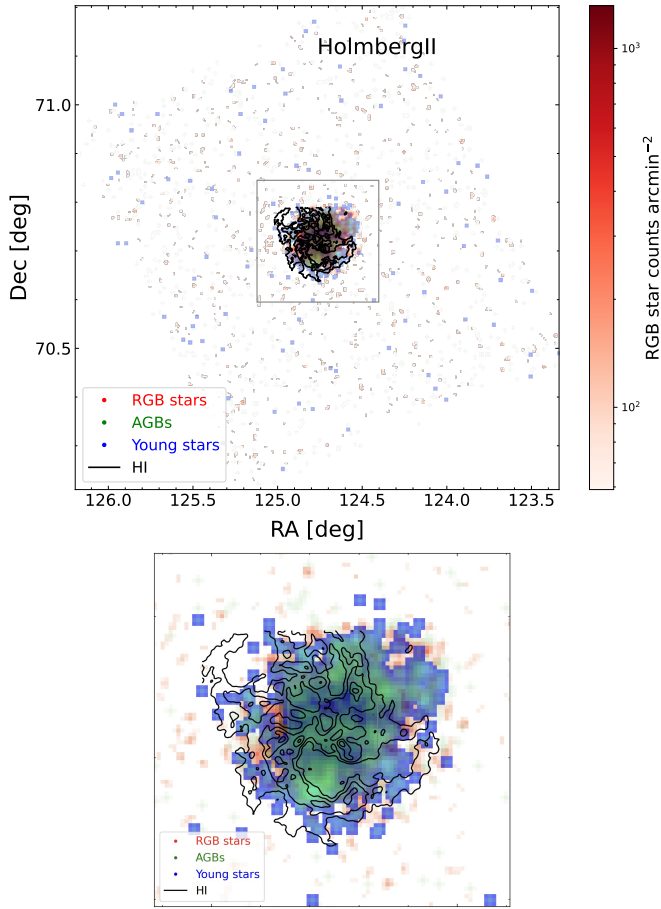 HolmbergII
71.0
70.5
Dec [deg]
RGB stars
AGBs
Young stars
HI
126.0 125.5 125.0 124.5 124.0 123.5
RA [deg]
10³
10²
RGB star counts arcmin⁻²
RGB stars
AGBs
Young stars
HI